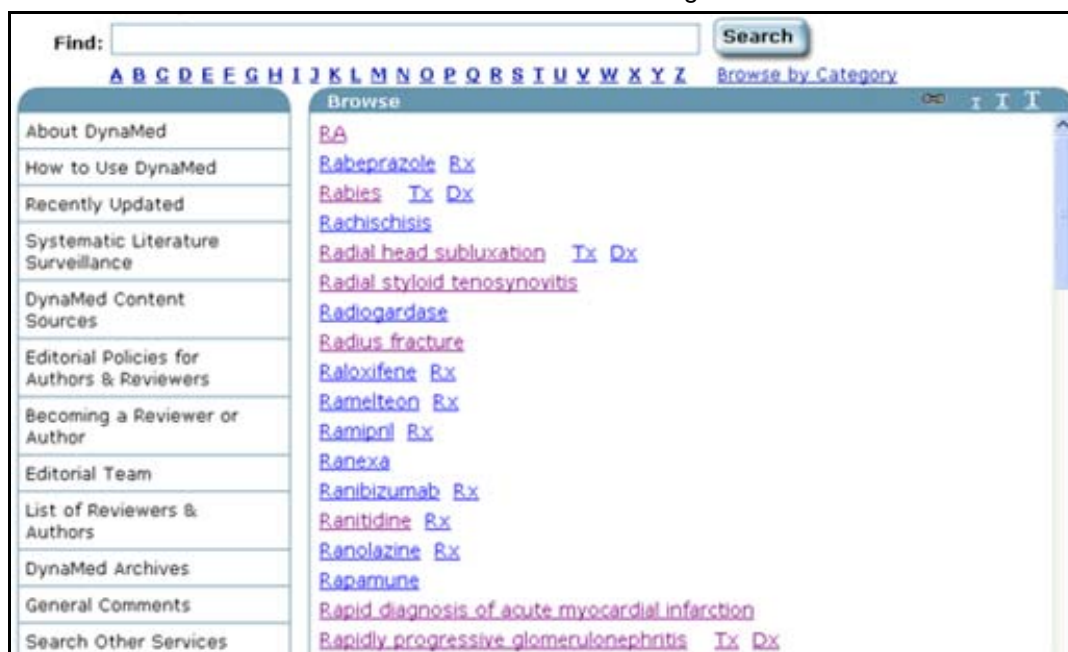 Find:
Search
A B C D E F G H I J K L M N O P Q R S T U V W X Y Z
Browse by Category
About DynaMed
How to Use DynaMed
Recently Updated
Systematic Literature
Surveillance
DynaMed Content
Sources
Editorial Policies for
Authors & Reviewers
Becoming a Reviewer or
Author
Editorial Team
List of Reviewers &
Authors
DynaMed Archives
General Comments
Search Other Services
Browse
T T T
RA
Rabeprazole Rx
Rabies Tx Dx
Rachischisis
Radial head subluxation Tx Dx
Radial styloid tenosynovitis
Radiogardase
Radius fracture
Raloxifene Rx
Ramelteon Rx
Ramipril Rx
Ranexa
Ranibizumab Rx
Ranitidine Rx
Ranolazine Rx
Rapamune
Rapid diagnosis of acute myocardial infarction
Rapidly progressive glomerulonephritis Tx Dx